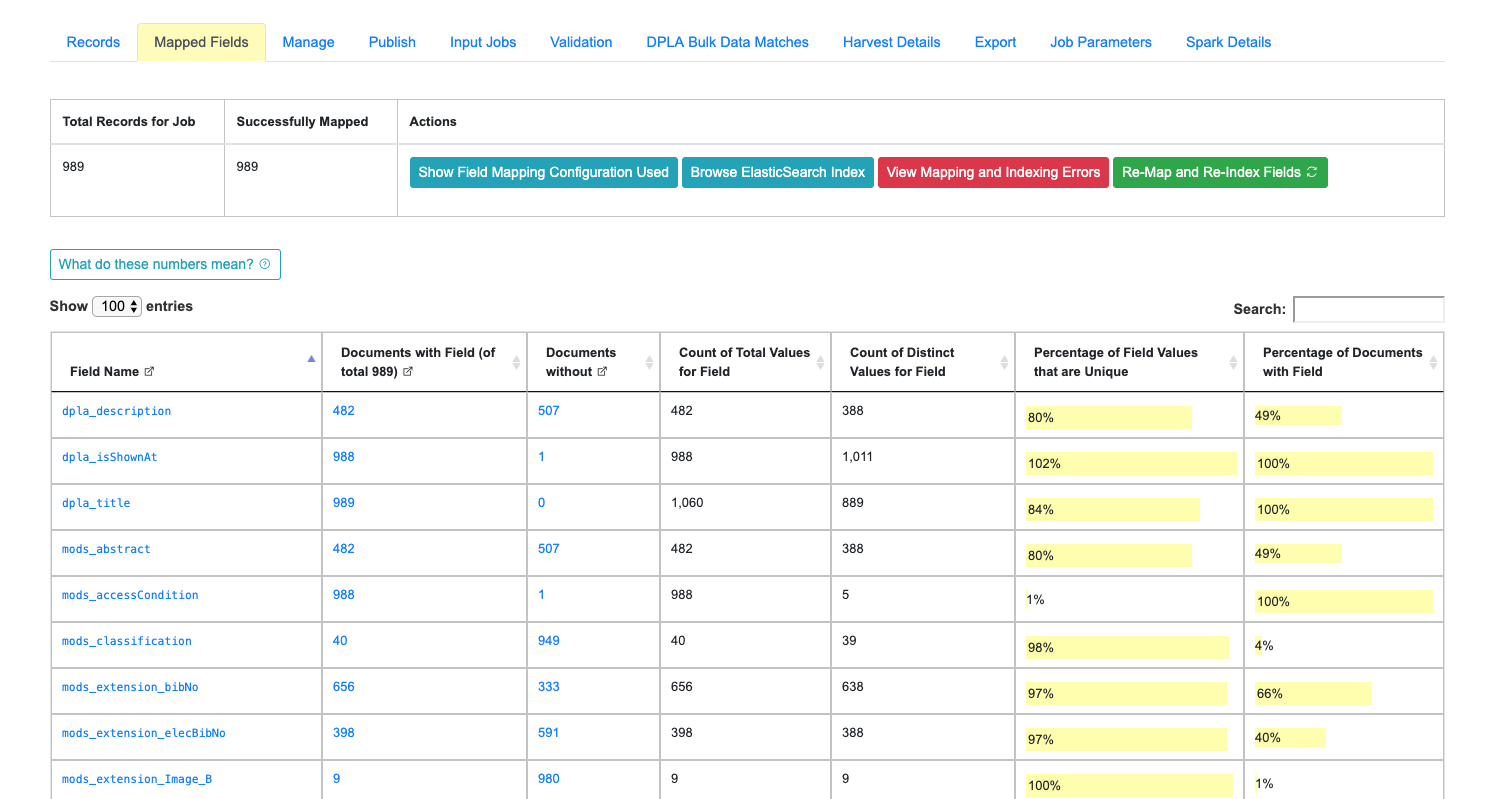 Records Mapped Fields Manage Publish Input Jobs Validation DPLA Bulk Data Matches Harvest Details Export Job Parameters Spark Details
Total Records for Job Successfully Mapped Actions
989 989 Show Field Mapping Configuration Used Browse ElasticSearch Index View Mapping and Indexing Errors Re-Map and Re-Index Fields
What do these numbers mean?
Show 100 entries Search:
Field Name Documents with Field (of total 989) Documents without Count of Total Values for Field Count of Distinct Values for Field Percentage of Field Values that are Unique Percentage of Documents with Field
dpla_description 482 507 482 388 80% 49%
dpla_isShownAt 988 1 988 1,011 102% 100%
dpla_title 989 0 1,060 889 84% 100%
mods_abstract 482 507 482 388 80% 49%
mods_accessCondition 988 1 988 5 1% 100%
mods_classification 40 949 40 39 98% 4%
mods_extension_bibNo 656 333 656 638 97% 66%
mods_extension_elecBibNo 398 591 398 388 97% 40%
mods_extension_Image_B 9 980 9 9 100% 1%